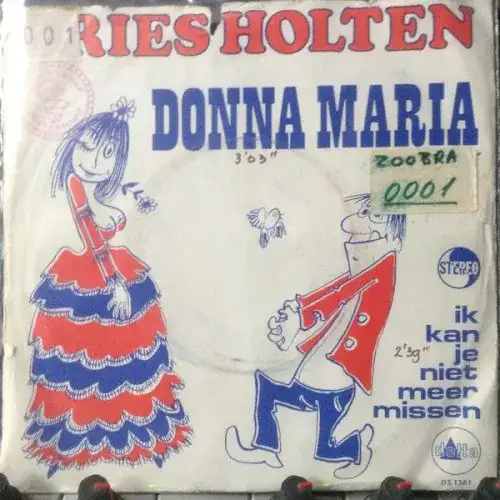 001
RIES HOLTEN
DONNA MARIA
3'03"
ZOOBRA
0001
STEREO
ik
kan
2'39"
je
niet
meer
missen
delta
DS 1361